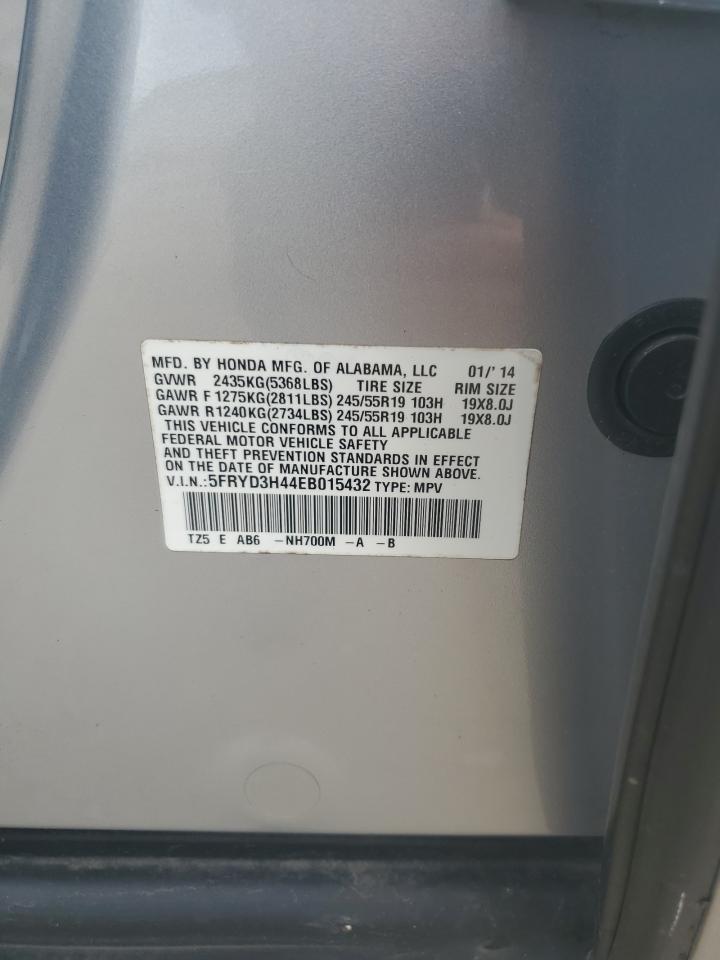 MFD. BY HONDA MFG. OF ALABAMA, LLC 01/' 14
GVWR 2435KG(5368LBS) TIRE SIZE RIM SIZE
GAWR F 1275KG(2811LBS) 245/55R19 103H 19X8.0J
GAWR R1240KG(2734LBS) 245/55R19 103H 19X8.0J
THIS VEHICLE CONFORMS TO ALL APPLICABLE
FEDERAL MOTOR VEHICLE SAFETY
AND THEFT PREVENTION STANDARDS IN EFFECT
ON THE DATE OF MANUFACTURE SHOWN ABOVE.
V.I.N.:5FRYD3H44EB015432 TYPE: MPV
TZ5 E AB6 -NH700M -A -B